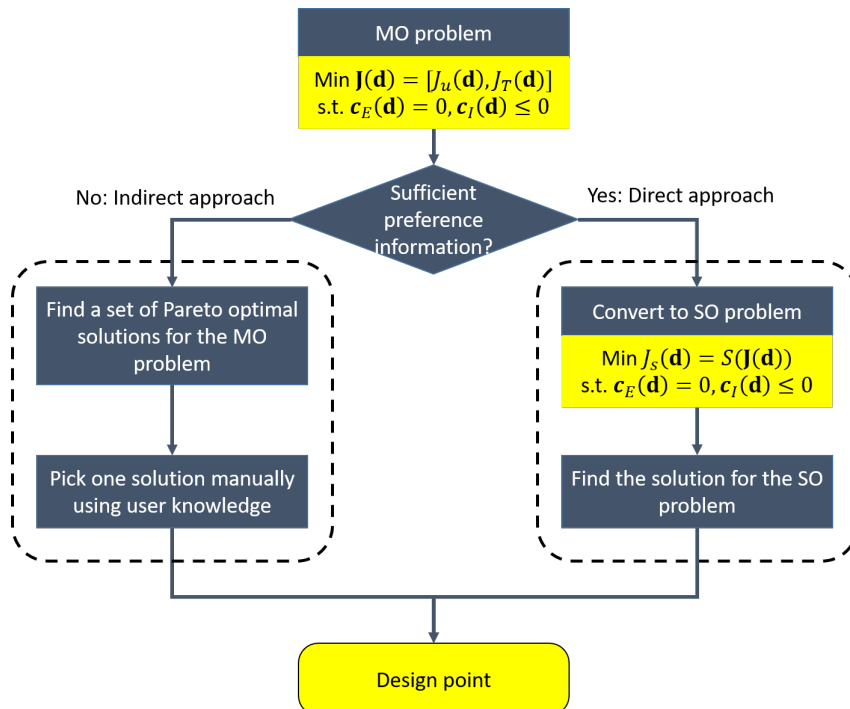 MO problem
Min 𝐉(𝐝) = [𝐽ᵤ(𝐝), 𝐽_T(𝐝)]
s.t. 𝒄_E(𝐝) = 0, 𝒄_I(𝐝) ≤ 0
No: Indirect approach
Sufficient
preference
information?
Yes: Direct approach
Find a set of Pareto optimal
solutions for the MO
problem
Convert to SO problem
Min 𝐽ₛ(𝐝) = 𝑆(𝐉(𝐝))
s.t. 𝒄_E(𝐝) = 0, 𝒄_I(𝐝) ≤ 0
Pick one solution manually
using user knowledge
Find the solution for the SO
problem
Design point